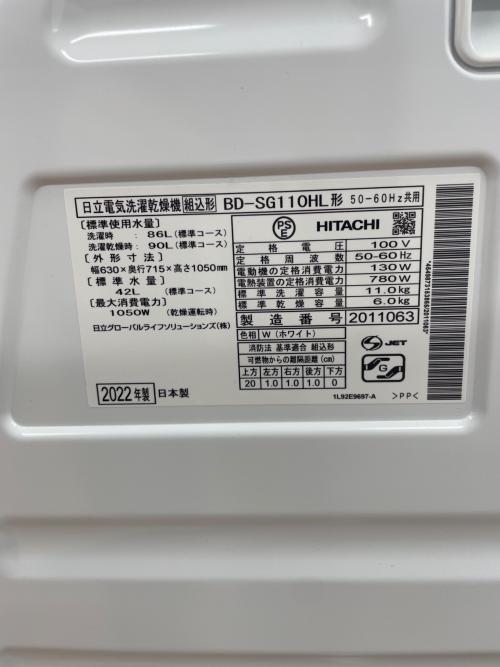 日立電気洗濯乾燥機 組込形 BD-SG110HL形 50-60Hz共用
[標準使用水量]
洗濯時 : 86L(標準コース)
洗濯乾燥時 : 90L(標準コース)
[外形寸法]
幅630×奥行715×高さ1050mm
[標準水量]
42L (標準コース)
[最大消費電力]
1050W (乾燥運転時)
日立グローバルライフソリューションズ(株)
2022年製 日本製
PSE HITACHI
定格電圧 100V
定格周波数 50-60Hz
電動機の定格消費電力 130W
電熱装置の定格消費電力 780W
標準洗濯容量 11.0kg
標準乾燥容量 6.0kg
製造番号 2011063
色相 W(ホワイト)
消防法 基準適合 組込形
可燃物からの離隔距離(cm)
上方 左方 右方 後方 下方
20 1.0 1.0 1.0 0
S JET
G
1L92E9697-A >PP<